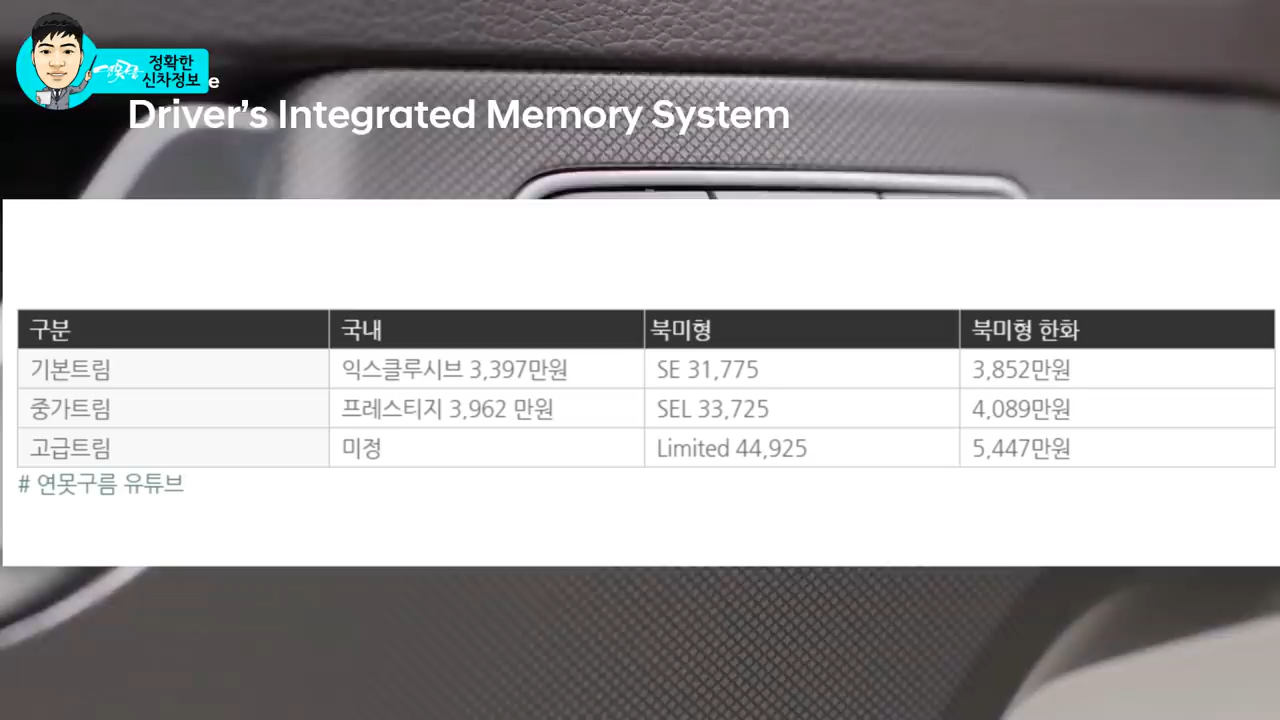 정확한
신차정보
e
Driver's Integrated Memory System
구분 국내 북미형 북미형 한화
기본트림 익스클루시브 3,397만원 SE 31,775 3,852만원
중가트림 프레스티지 3,962 만원 SEL 33,725 4,089만원
고급트림 미정 Limited 44,925 5,447만원
# 연못구름 유튜브